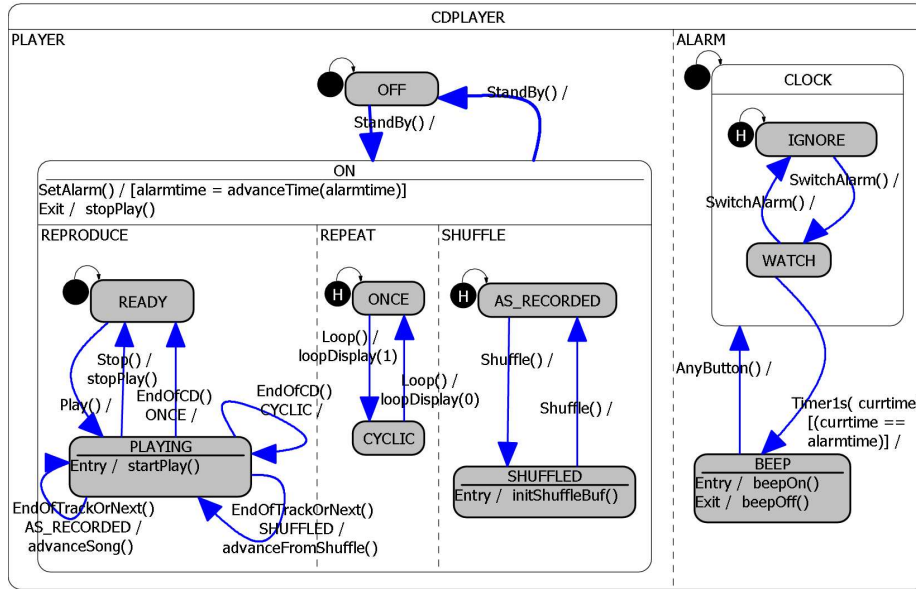 CDPLAYER
PLAYER
ALARM
OFF
StandBy() /
StandBy() /
CLOCK
H
IGNORE
SwitchAlarm() /
SwitchAlarm() /
WATCH
ON
SetAlarm() / [alarmtime = advanceTime(alarmtime)]
Exit / stopPlay()
REPRODUCE
REPEAT
SHUFFLE
READY
H
ONCE
H
AS_RECORDED
Stop() /
stopPlay()
Play() /
EndOfCD()
ONCE /
EndOfCD()
CYCLIC /
Loop() /
loopDisplay(1)
Loop() /
loopDisplay(0)
CYCLIC
Shuffle() /
Shuffle() /
PLAYING
Entry / startPlay()
SHUFFLED
Entry / initShuffleBuf()
EndOfTrackOrNext()
AS_RECORDED /
advanceSong()
EndOfTrackOrNext()
SHUFFLED /
advanceFromShuffle()
AnyButton() /
Timer1s( currtime
[(currtime ==
alarmtime)] /
BEEP
Entry / beepOn()
Exit / beepOff()